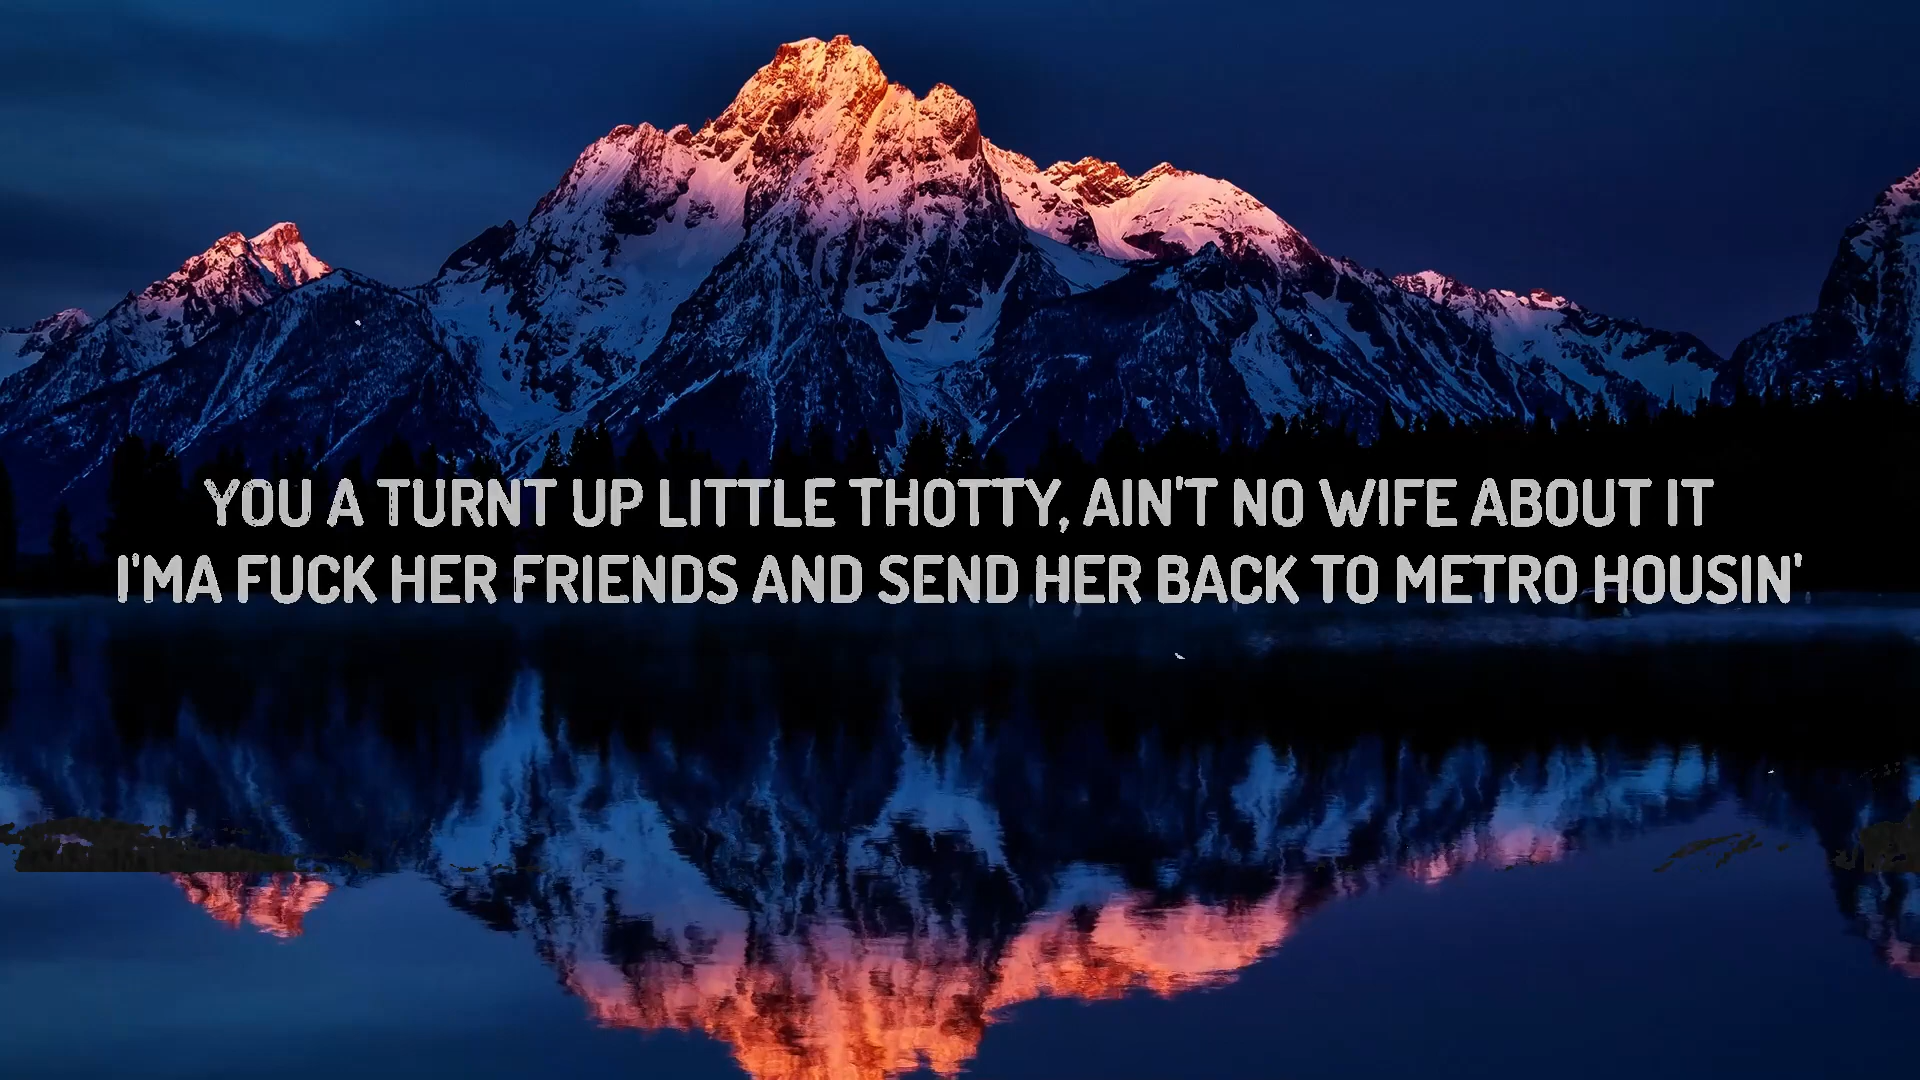 YOU A TURNT UP LITTLE THOTTY, AIN'T NO WIFE ABOUT IT
I'MA FUCK HER FRIENDS AND SEND HER BACK TO METRO HOUSIN'